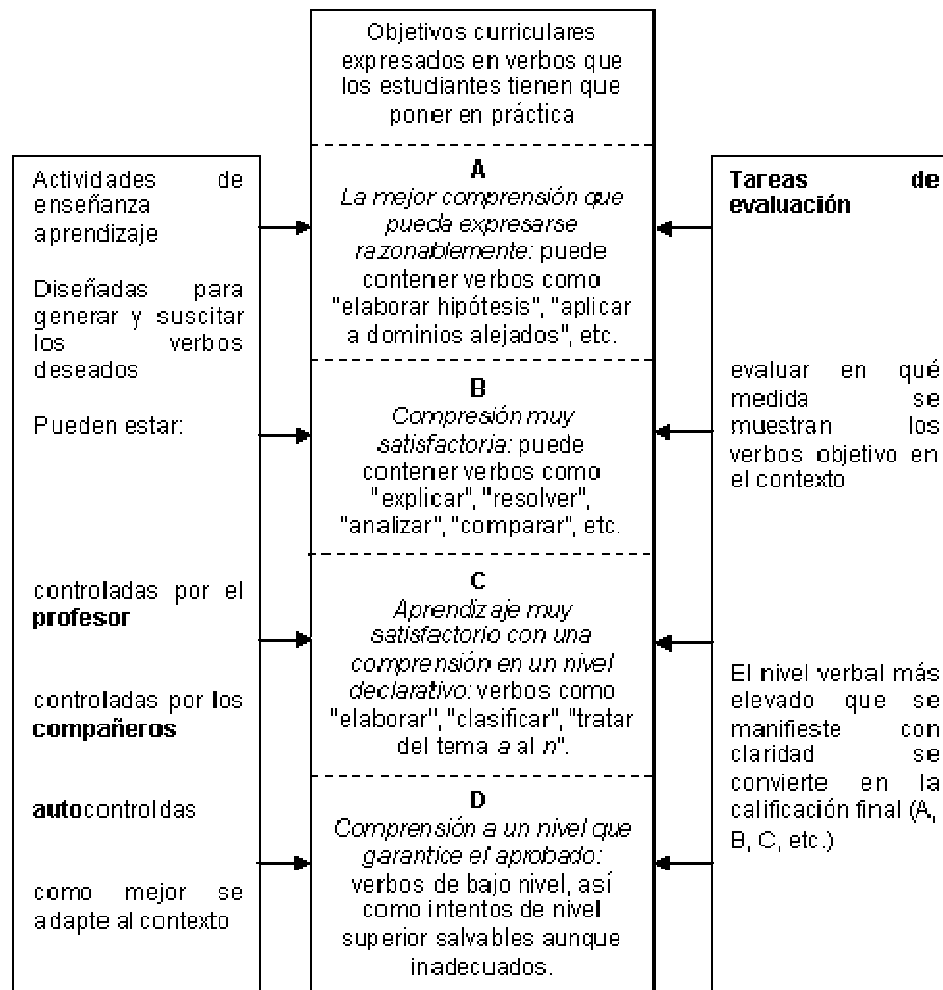 Objetivos curriculares
expresados en verbos que
los estudiantes tienen que
poner en práctica
Actividades de
enseñanza
aprendizaje
Diseñadas para
generar y suscitar
los verbos
deseados
Pueden estar:
controladas por el
profesor
controladas por los
compañeros
autocontroldas
como mejor se
adapte al contexto
A
La mejor comprensión que
pueda expresarse
razonablemente: puede
contener verbos como
"elaborar hipótesis", "aplicar
a dominios alejados", etc.
B
Compresión muy
satisfactoria: puede
contener verbos como
"explicar", "resolver",
"analizar", "comparar", etc.
C
Aprendizaje muy
satisfactorio con una
comprensión en un nivel
declarativo: verbos como
"elaborar", "clasificar", "tratar
del tema a al n".
D
Comprensión a un nivel que
garantice el aprobado:
verbos de bajo nivel, así
como intentos de nivel
superior salvables aunque
inadecuados.
Tareas de
evaluación
evaluar en qué
medida se
muestran los
verbos objetivo en
el contexto
El nivel verbal más
elevado que se
manifieste con
claridad se
convierte en la
calificación final (A,
B, C, etc.)